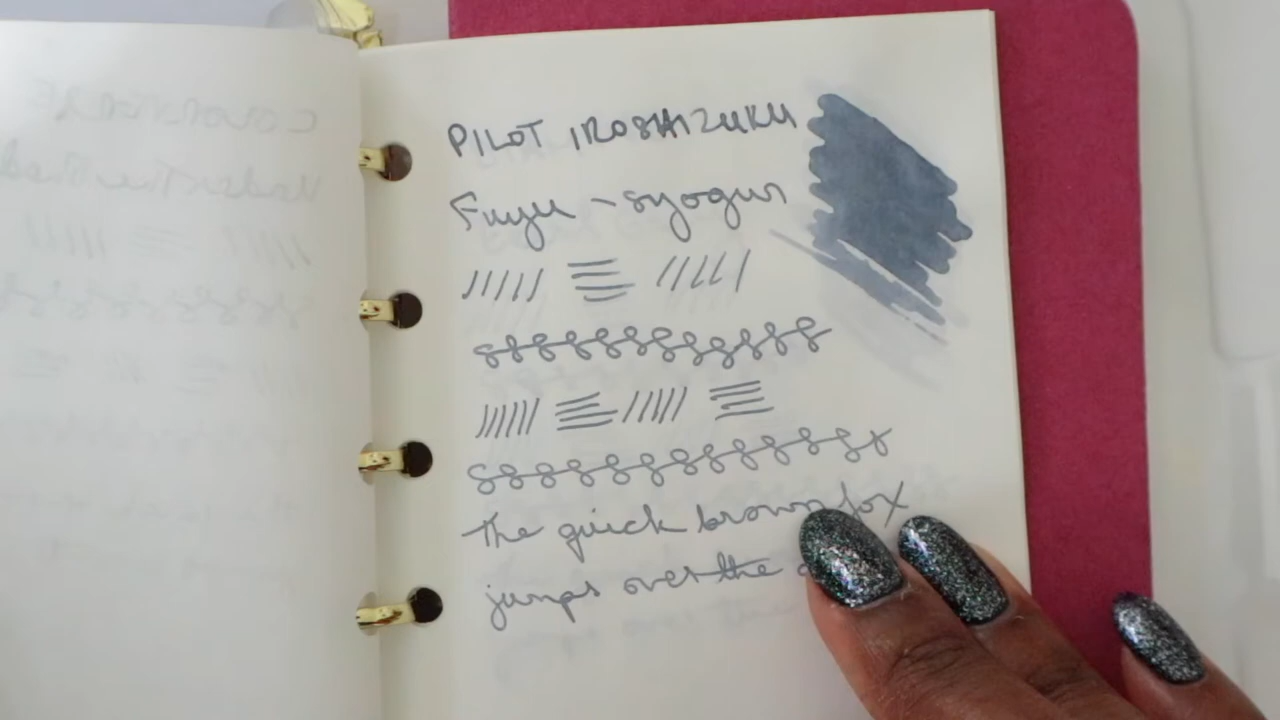 PILOT IROSHIZUKU
Fuyu-syogun
the quick brown fox
jumps over the